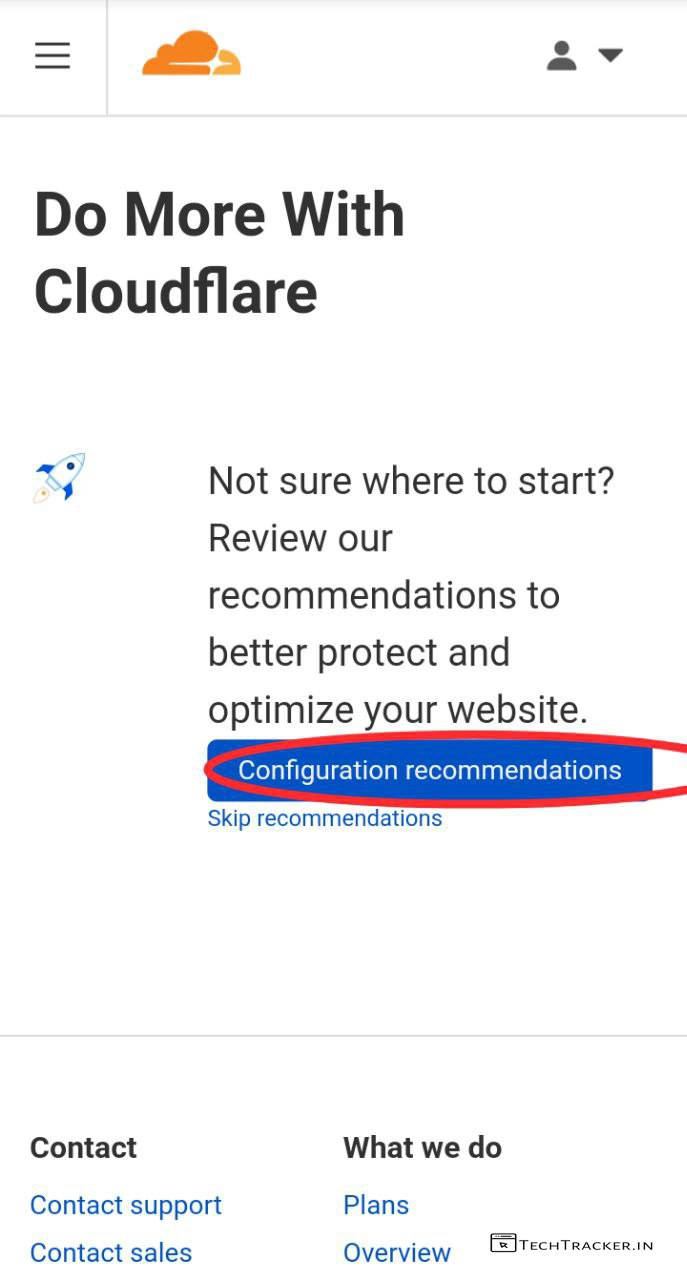 Do More With
Cloudflare
Not sure where to start?
Review our
recommendations to
better protect and
optimize your website.
Configuration recommendations
Skip recommendations
Contact
What we do
Contact support
Plans
Contact sales
Overview
TECHTRACKER.IN